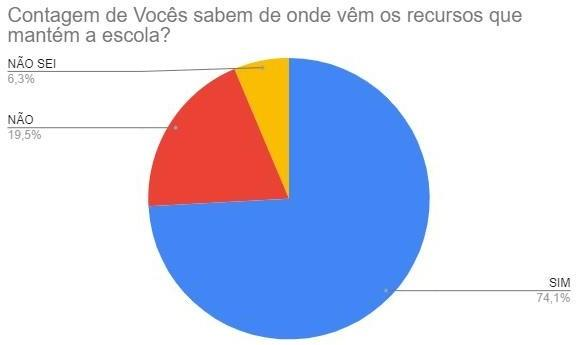 Contagem de Vocês sabem de onde vêm os recursos que
mantém a escola?
NÃO SEI
6,3%
NÃO
19,5%
SIM
74,1%